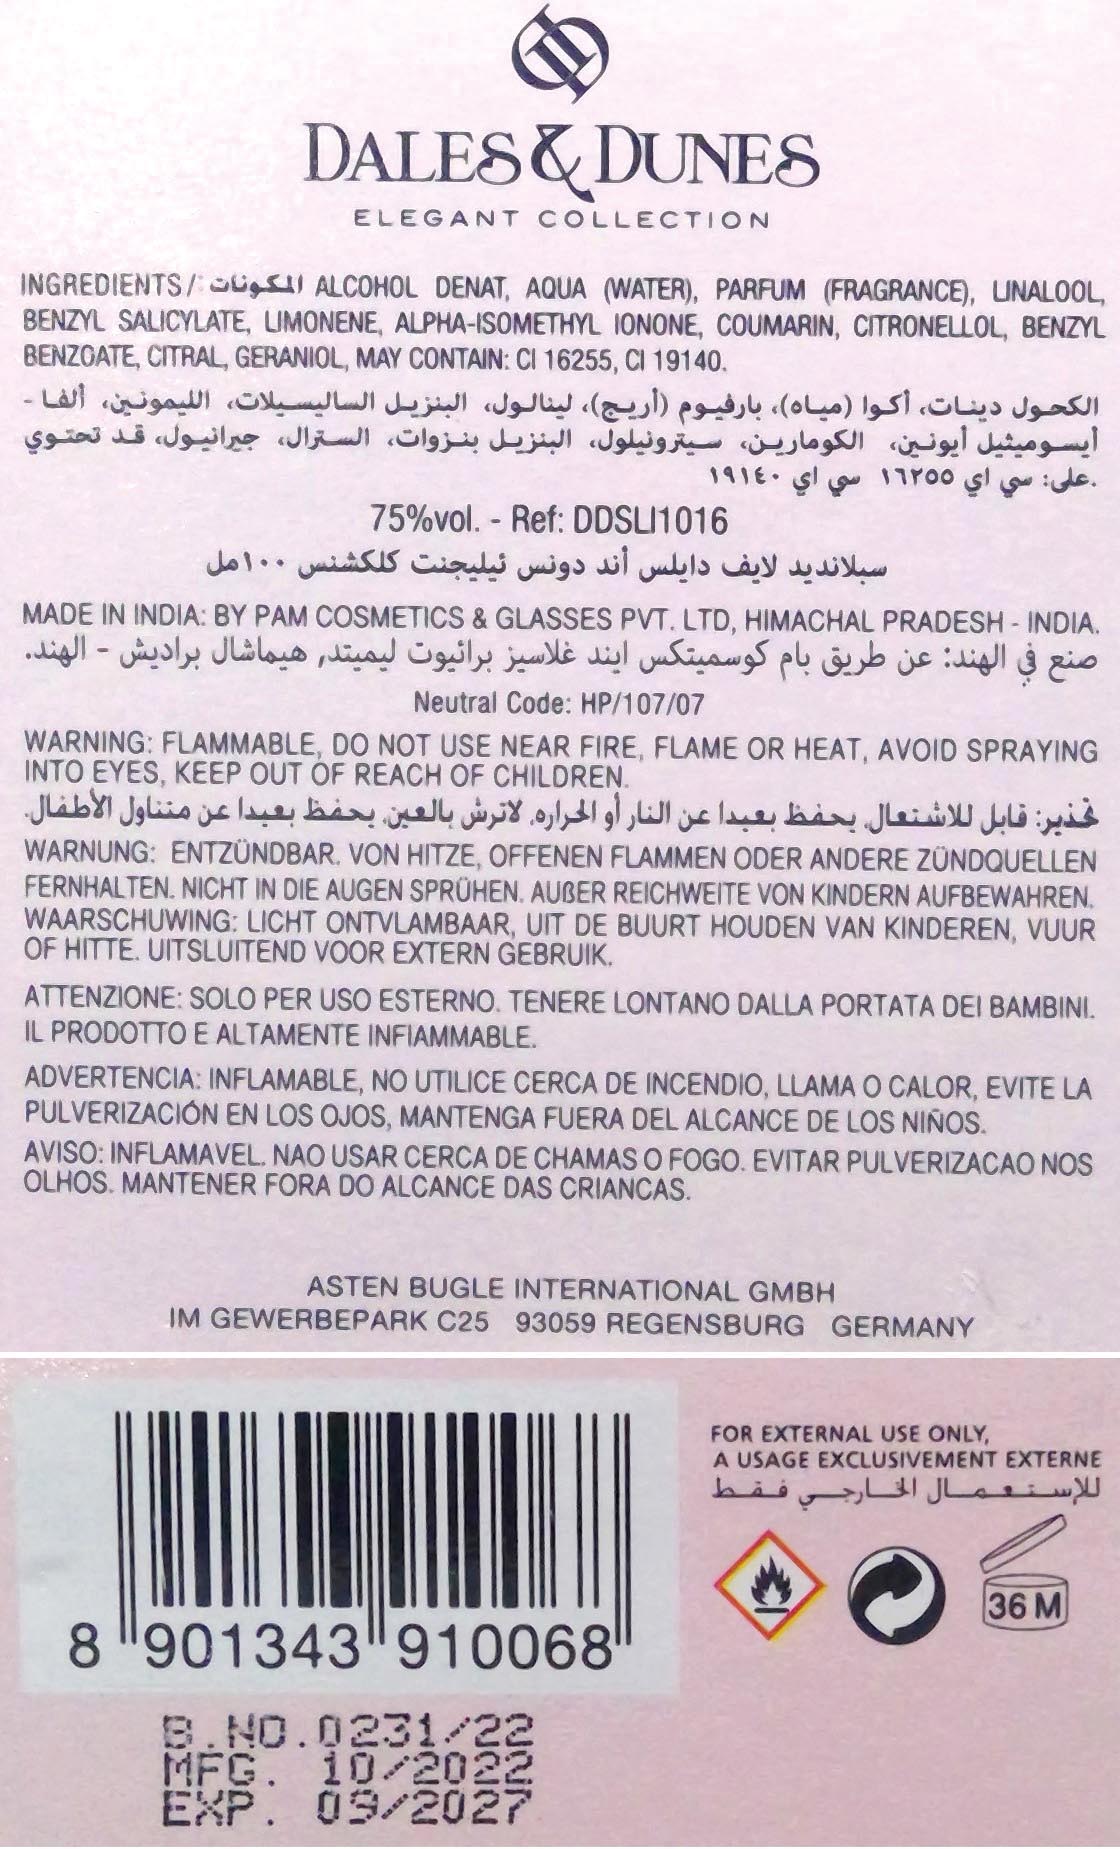 DALES & DUNES
ELEGANT COLLECTION
INGREDIENTS/: المكونات ALCOHOL DENAT, AQUA (WATER), PARFUM (FRAGRANCE), LINALOOL,
BENZYL SALICYLATE, LIMONENE, ALPHA-ISOMETHYL IONONE, COUMARIN, CITRONELLOL, BENZYL
BENZOATE, CITRAL, GERANIOL, MAY CONTAIN: CI 16255, CI 19140.
الكحول دينات، أكوا (مياه)، بارفيوم (أريج)، لينالول، البنزيل الساليسيلات، الليمونين، ألفا -
أيسوميثيل أيونين، الكومارين، سيترونيلول، البنزيل بنزوات، السترال، جيرانيول، قد تحتوي
على: سي اي ١٦٢٥٥ سي اي ١٩١٤٠.
75%vol. - Ref: DDSLI1016
سبلانديد لايف دايلس أند دونس ئيليجنت كلكشنس ١٠٠مل
MADE IN INDIA: BY PAM COSMETICS & GLASSES PVT. LTD, HIMACHAL PRADESH - INDIA.
صنع في الهند: عن طريق بام كوسميتكس ايند غلاسيز برائيوت ليميتد, هيماشال براديش - الهند.
Neutral Code: HP/107/07
WARNING: FLAMMABLE, DO NOT USE NEAR FIRE, FLAME OR HEAT, AVOID SPRAYING
INTO EYES, KEEP OUT OF REACH OF CHILDREN.
تحذير: قابل للاشتعال. يحفظ بعيدا عن النار أو الحراره. لاترش بالعين. يحفظ بعيدا عن متناول الأطفال.
WARNUNG: ENTZÜNDBAR. VON HITZE, OFFENEN FLAMMEN ODER ANDERE ZÜNDQUELLEN
FERNHALTEN. NICHT IN DIE AUGEN SPRÜHEN. AUßER REICHWEITE VON KINDERN AUFBEWAHREN.
WAARSCHUWING: LICHT ONTVLAMBAAR, UIT DE BUURT HOUDEN VAN KINDEREN, VUUR
OF HITTE. UITSLUITEND VOOR EXTERN GEBRUIK.
ATTENZIONE: SOLO PER USO ESTERNO. TENERE LONTANO DALLA PORTATA DEI BAMBINI.
IL PRODOTTO E ALTAMENTE INFIAMMABLE.
ADVERTENCIA: INFLAMABLE, NO UTILICE CERCA DE INCENDIO, LLAMA O CALOR, EVITE LA
PULVERIZACIÓN EN LOS OJOS, MANTENGA FUERA DEL ALCANCE DE LOS NIÑOS.
AVISO: INFLAMAVEL. NAO USAR CERCA DE CHAMAS O FOGO. EVITAR PULVERIZACAO NOS
OLHOS. MANTENER FORA DO ALCANCE DAS CRIANCAS.
ASTEN BUGLE INTERNATIONAL GMBH
IM GEWERBEPARK C25 93059 REGENSBURG GERMANY
FOR EXTERNAL USE ONLY,
A USAGE EXCLUSIVEMENT EXTERNE
للإستعمال الخارجي فقط
36 M
8 901343 910068
B.NO.0231/22
MFG. 10/2022
EXP. 09/2027